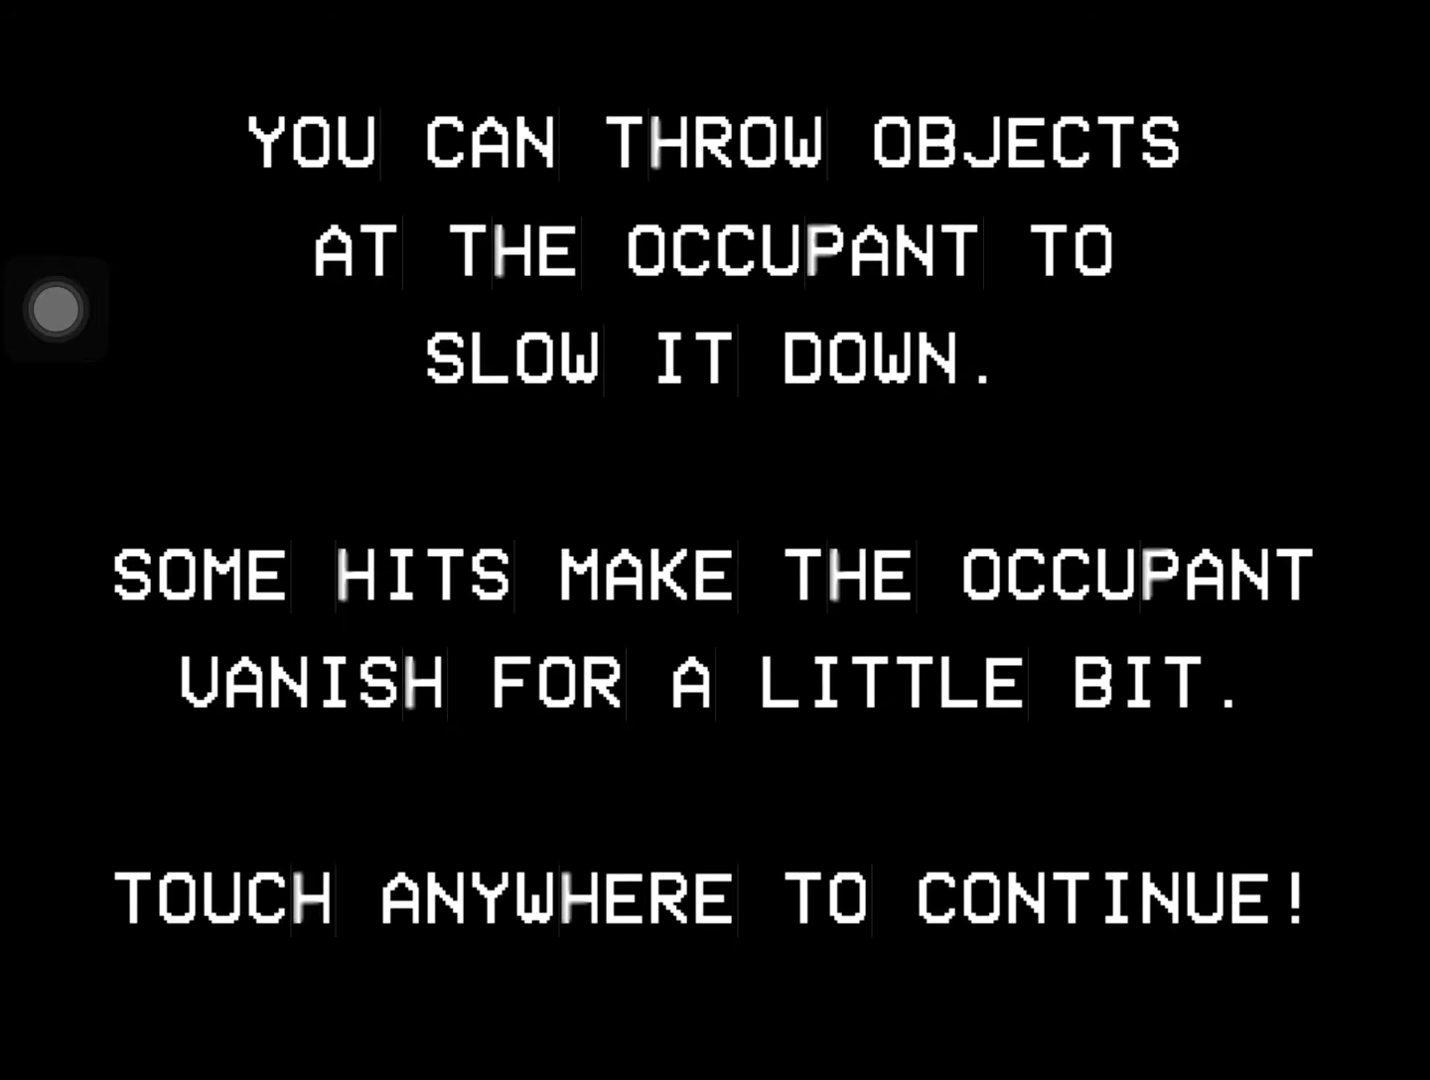 YOU CAN THROW OBJECTS
AT THE OCCUPANT TO
SLOW IT DOWN.
SOME HITS MAKE THE OCCUPANT
VANISH FOR A LITTLE BIT.
TOUCH ANYWHERE TO CONTINUE!